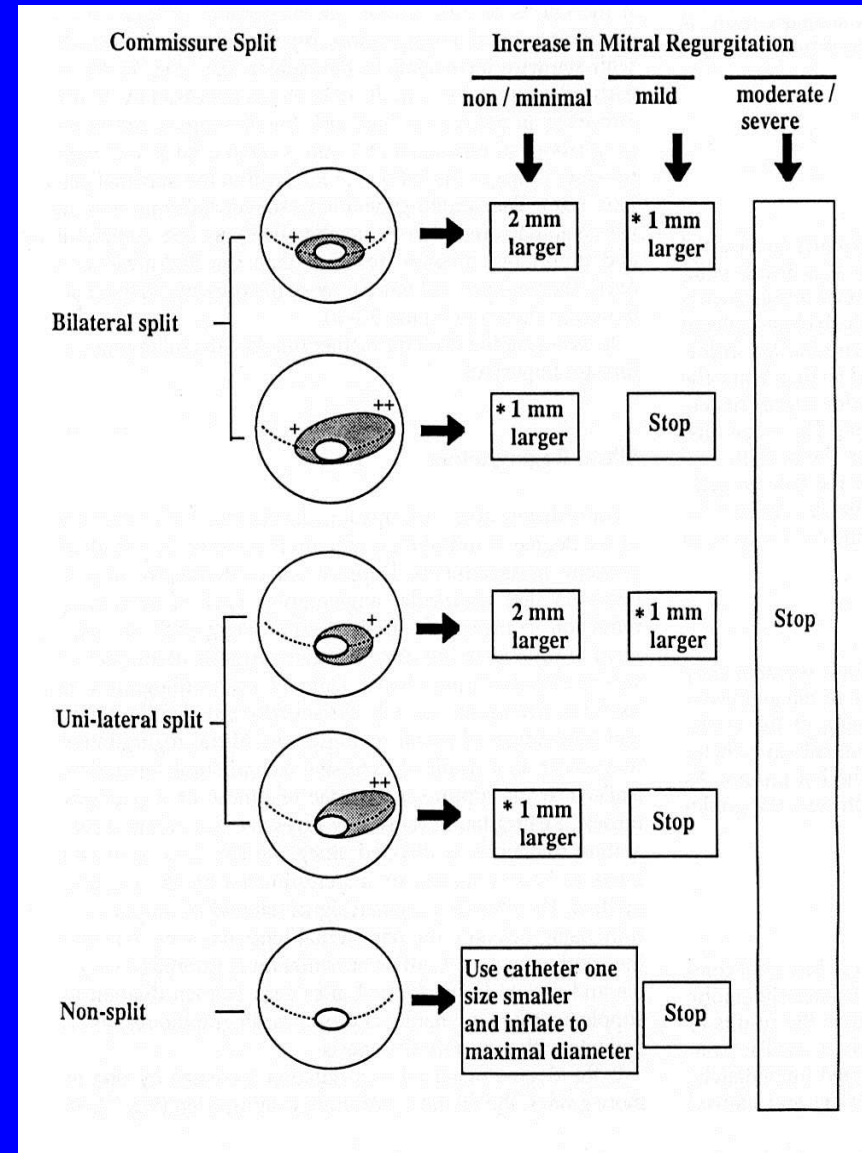 Commissure Split
Increase in Mitral Regurgitation
non / minimal
mild
moderate /
severe
+ +
2 mm
larger
* 1 mm
larger
Bilateral split
+ ++
* 1 mm
larger
Stop
+
2 mm
larger
* 1 mm
larger
Stop
Uni-lateral split
++
* 1 mm
larger
Stop
Non-split
Use catheter one
size smaller
and inflate to
maximal diameter
Stop